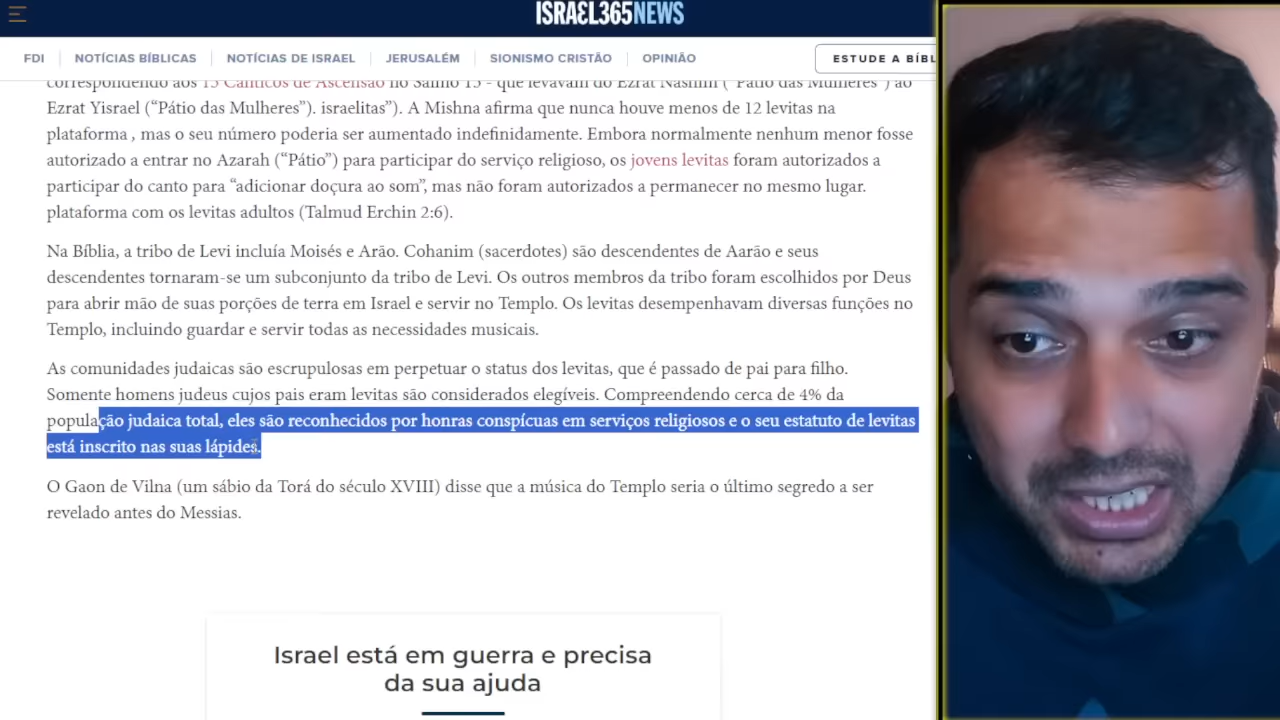 ISRAEL365NEWS
FDI NOTÍCIAS BÍBLICAS NOTÍCIAS DE ISRAEL JERUSALÉM SIONISMO CRISTÃO OPINIÃO ESTUDE A BÍBL
correspondendo aos 15 Cânticos de Ascensão no Salmo 15 - que levavam do Ezrat Nashim ("Pátio das Mulheres") ao
Ezrat Yisrael (“Pátio das Mulheres”). israelitas”). A Mishna afirma que nunca houve menos de 12 levitas na
plataforma , mas o seu número poderia ser aumentado indefinidamente. Embora normalmente nenhum menor fosse
autorizado a entrar no Azarah (“Pátio”) para participar do serviço religioso, os jovens levitas foram autorizados a
participar do canto para “adicionar doçura ao som”, mas não foram autorizados a permanecer no mesmo lugar.
plataforma com os levitas adultos (Talmud Erchin 2:6).
Na Bíblia, a tribo de Levi incluía Moisés e Arão. Cohanim (sacerdotes) são descendentes de Aarão e seus
descendentes tornaram-se um subconjunto da tribo de Levi. Os outros membros da tribo foram escolhidos por Deus
para abrir mão de suas porções de terra em Israel e servir no Templo. Os levitas desempenhavam diversas funções no
Templo, incluindo guardar e servir todas as necessidades musicais.
As comunidades judaicas são escrupulosas em perpetuar o status dos levitas, que é passado de pai para filho.
Somente homens judeus cujos pais eram levitas são considerados elegíveis. Compreendendo cerca de 4% da
população judaica total, eles são reconhecidos por honras conspícuas em serviços religiosos e o seu estatuto de levitas
está inscrito nas suas lápides.
O Gaon de Vilna (um sábio da Torá do século XVIII) disse que a música do Templo seria o último segredo a ser
revelado antes do Messias.
Israel está em guerra e precisa
da sua ajuda